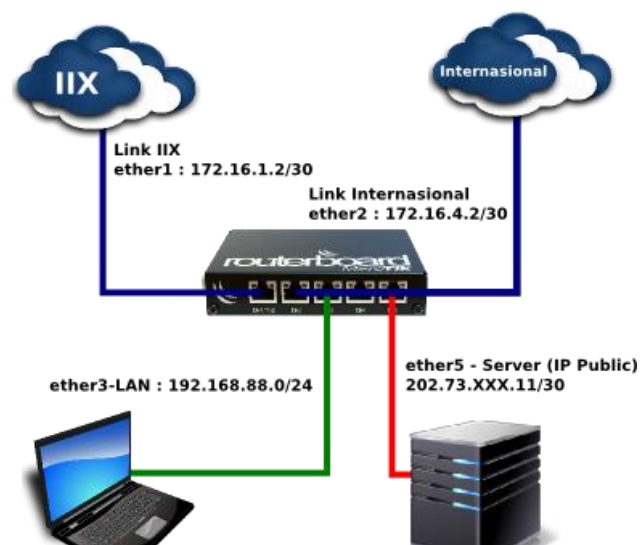 IIX
Internasional
Link IIX
ether1 : 172.16.1.2/30
Link Internasional
ether2 : 172.16.4.2/30
routerboard
ether5 - Server (IP Public)
202.73.XXX.11/30
ether3-LAN : 192.168.88.0/24